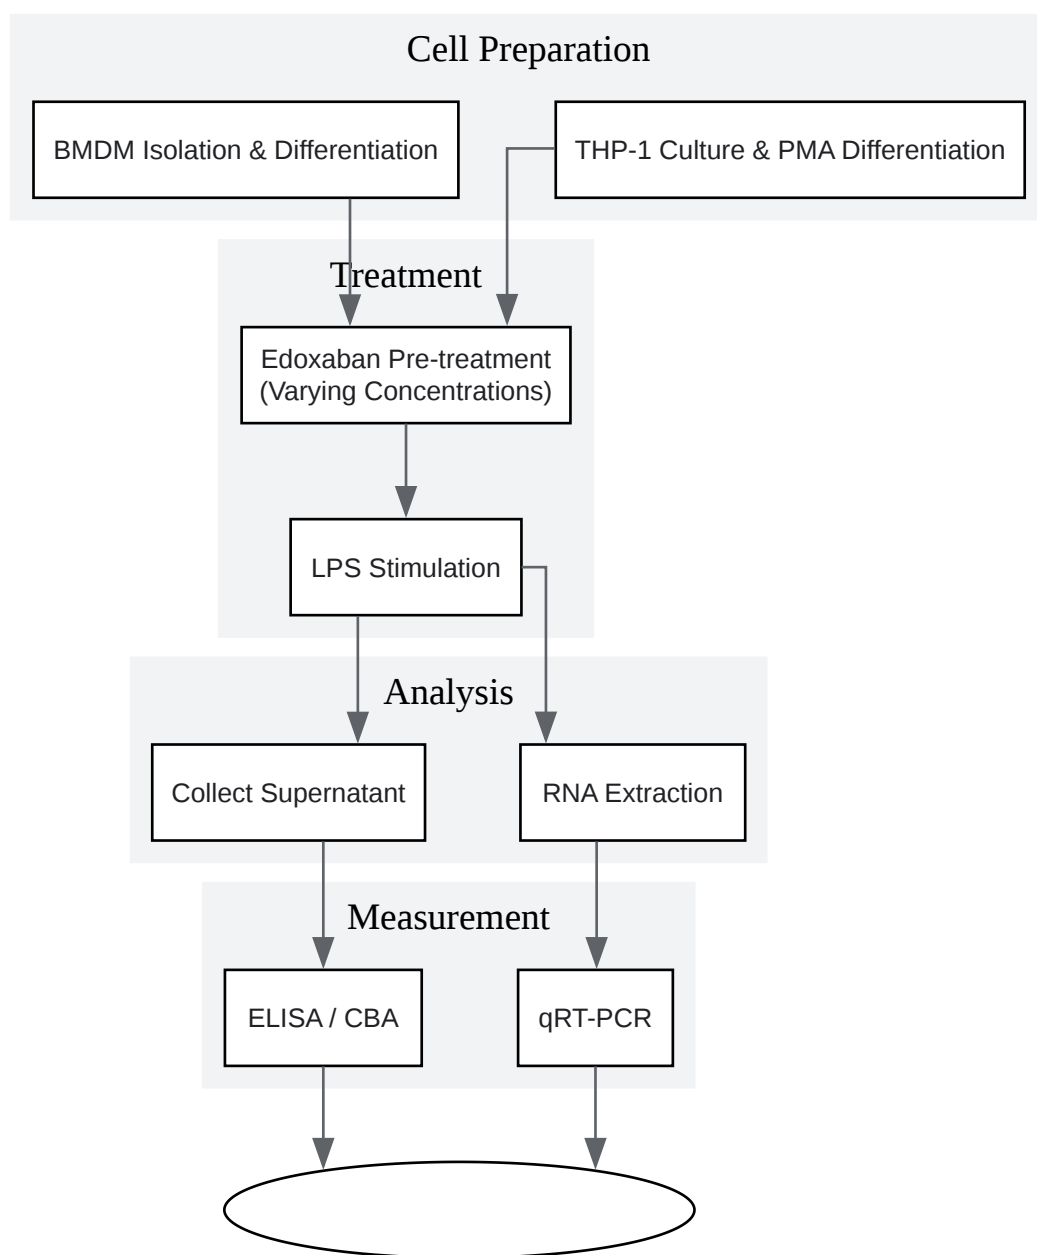 Cell Preparation
BMDM Isolation & Differentiation
THP-1 Culture & PMA Differentiation
Treatment
Edoxaban Pre-treatment
(Varying Concentrations)
LPS Stimulation
Analysis
Collect Supernatant
RNA Extraction
Measurement
ELISA / CBA
qRT-PCR